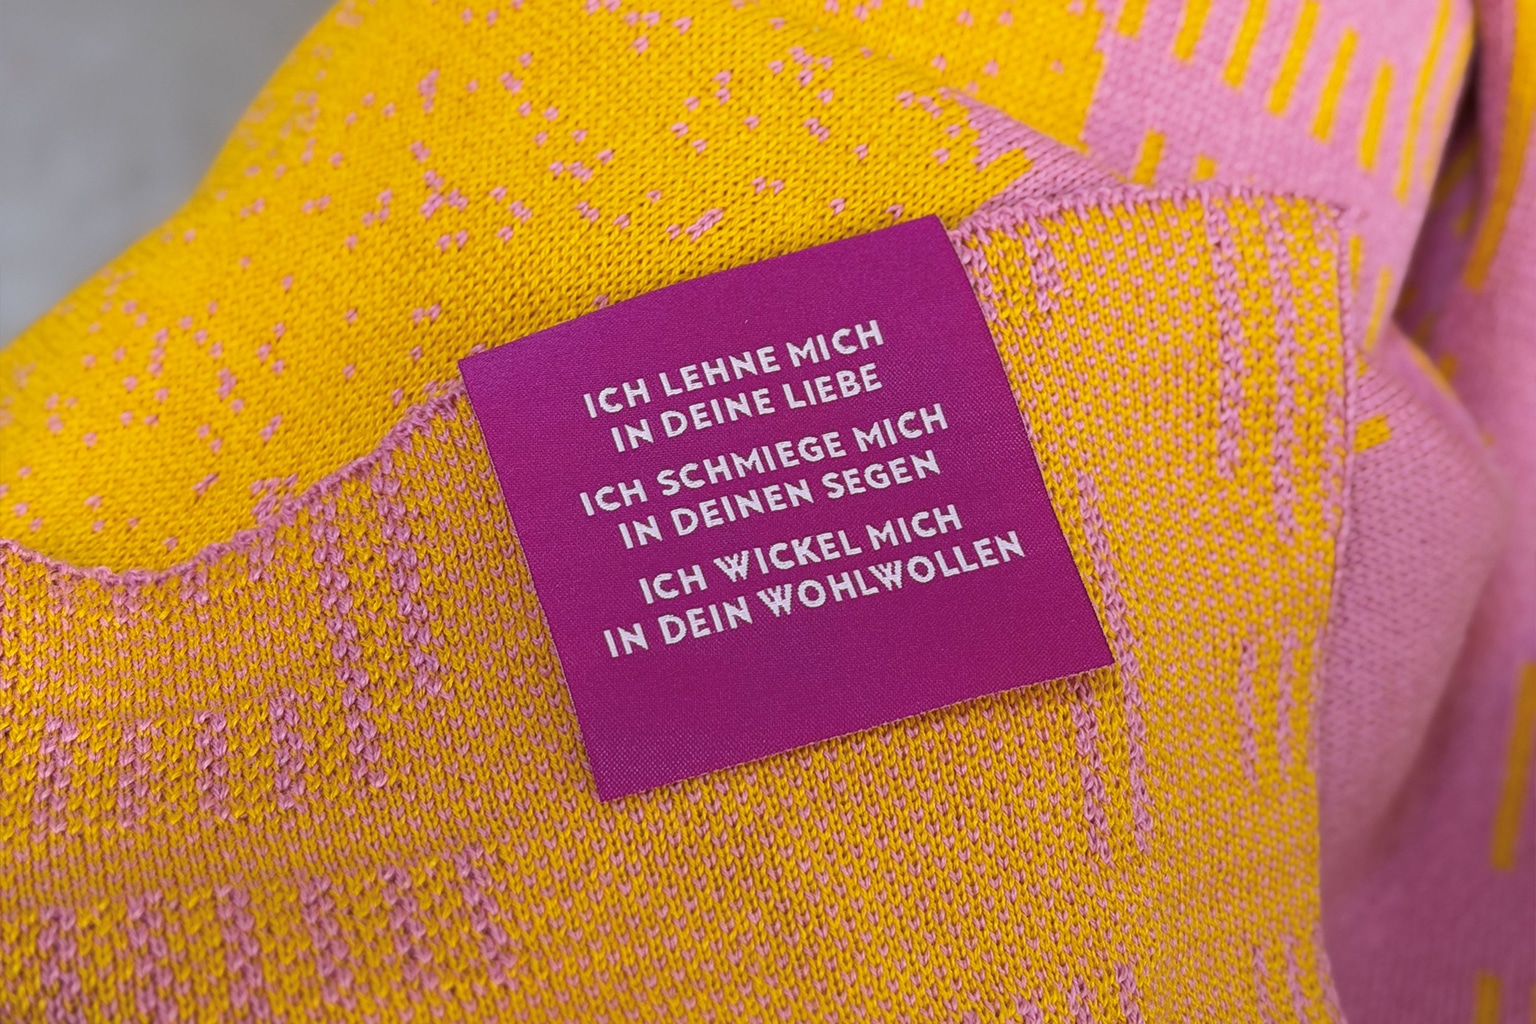 ICH LEHNE MICH
IN DEINE LIEBE
ICH SCHMIEGE MICH
IN DEINEN SEGEN
ICH WICKEL MICH
IN DEIN WOHLWOLLEN